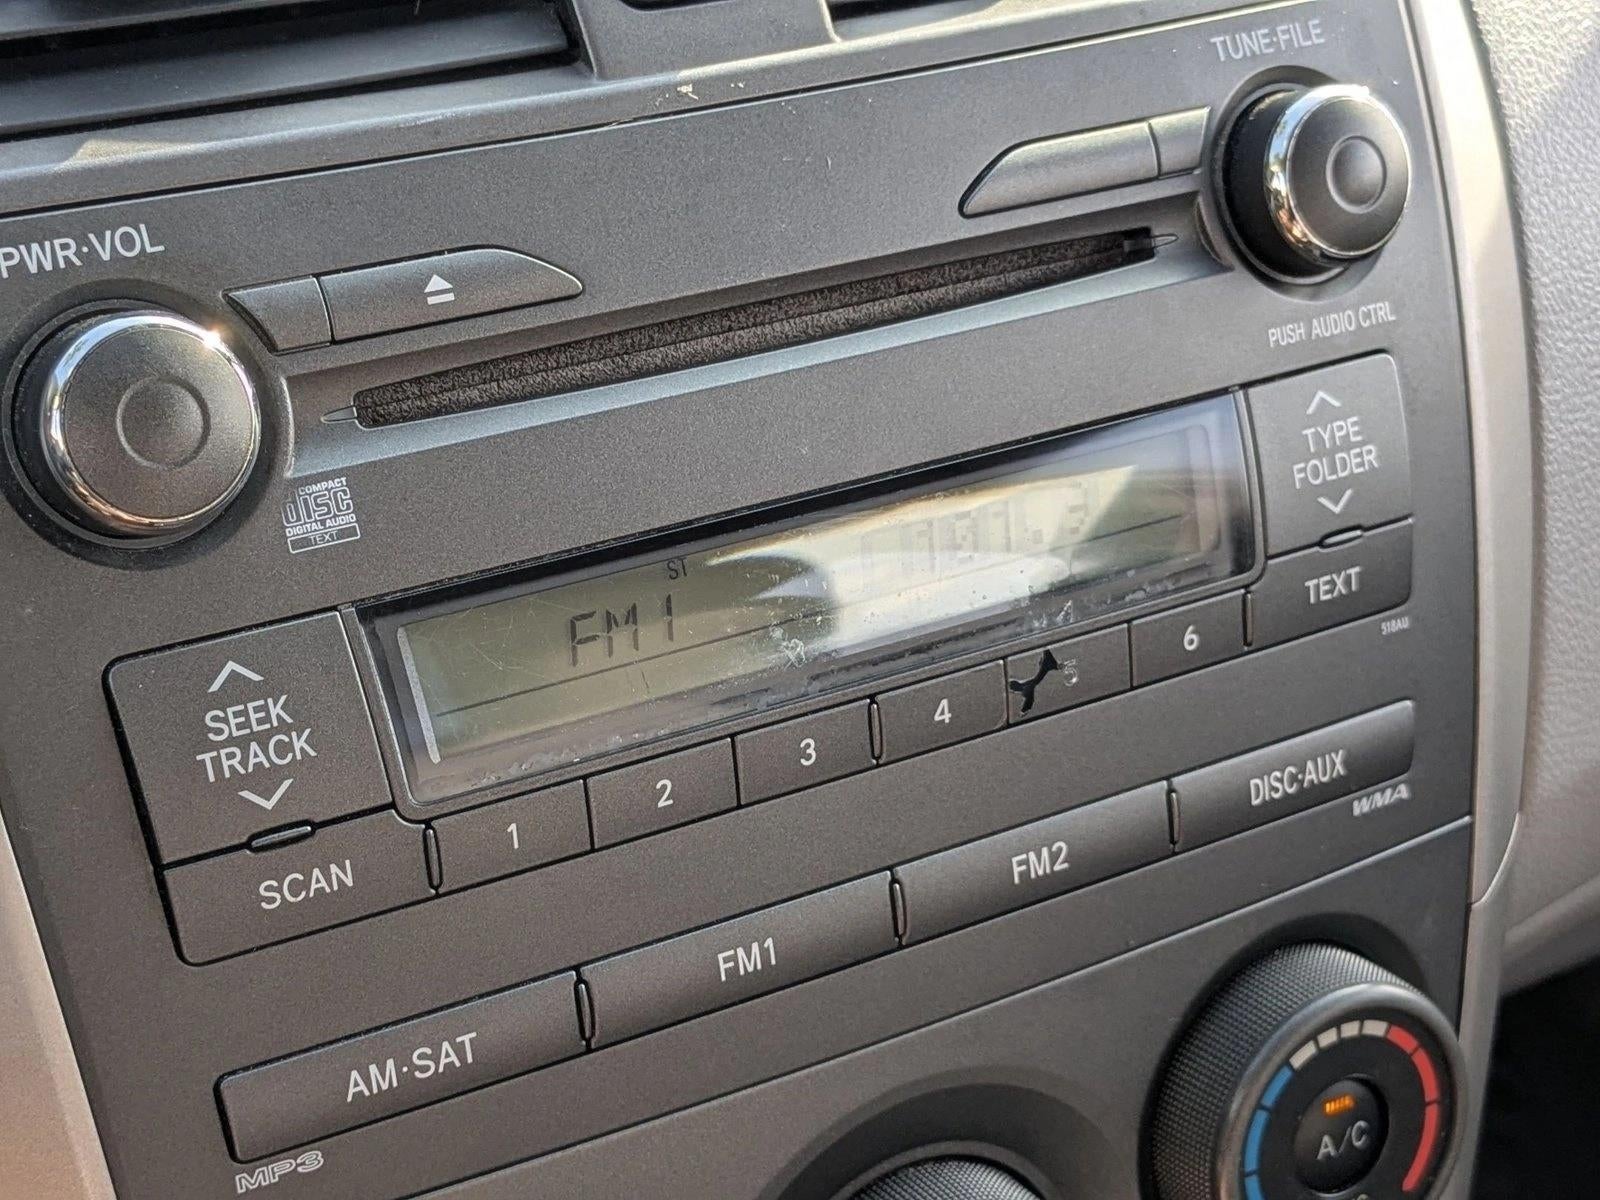 TUNE·FILE
PWR·VOL
PUSH AUDIO CTRL
COMPACT
disc
DIGITAL AUDIO
TEXT
TYPE
FOLDER
ST
FM1
TEXT
518AU
SEEK
TRACK
SCAN
1
2
3
4
5
6
DISC·AUX
WMA
FM2
FM1
AM·SAT
MP3
A/C